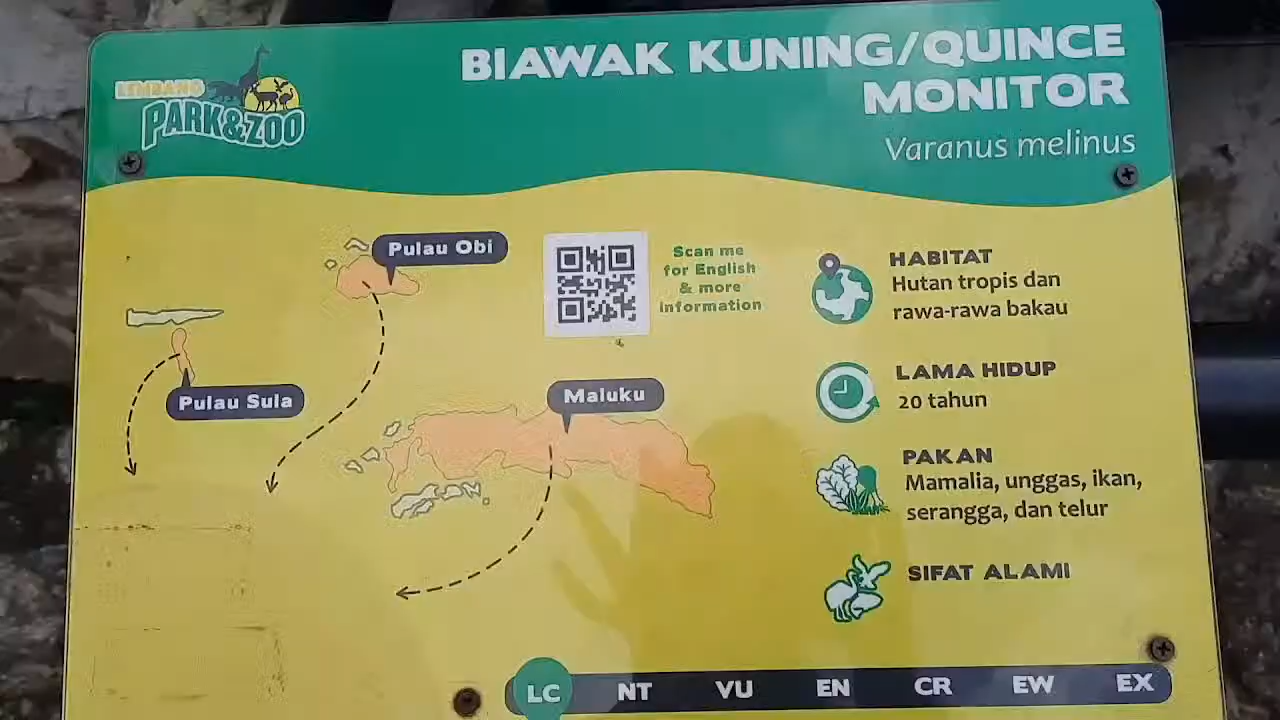 LEMBANG
PARK&ZOO
BIAWAK KUNING/QUINCE
MONITOR
Varanus melinus
Pulau Obi
Pulau Sula
Maluku
Scan me
for English
& more
information
HABITAT
Hutan tropis dan
rawa-rawa bakau
LAMA HIDUP
20 tahun
PAKAN
Mamalia, unggas, ikan,
serangga, dan telur
SIFAT ALAMI
LC NT VU EN CR EW EX